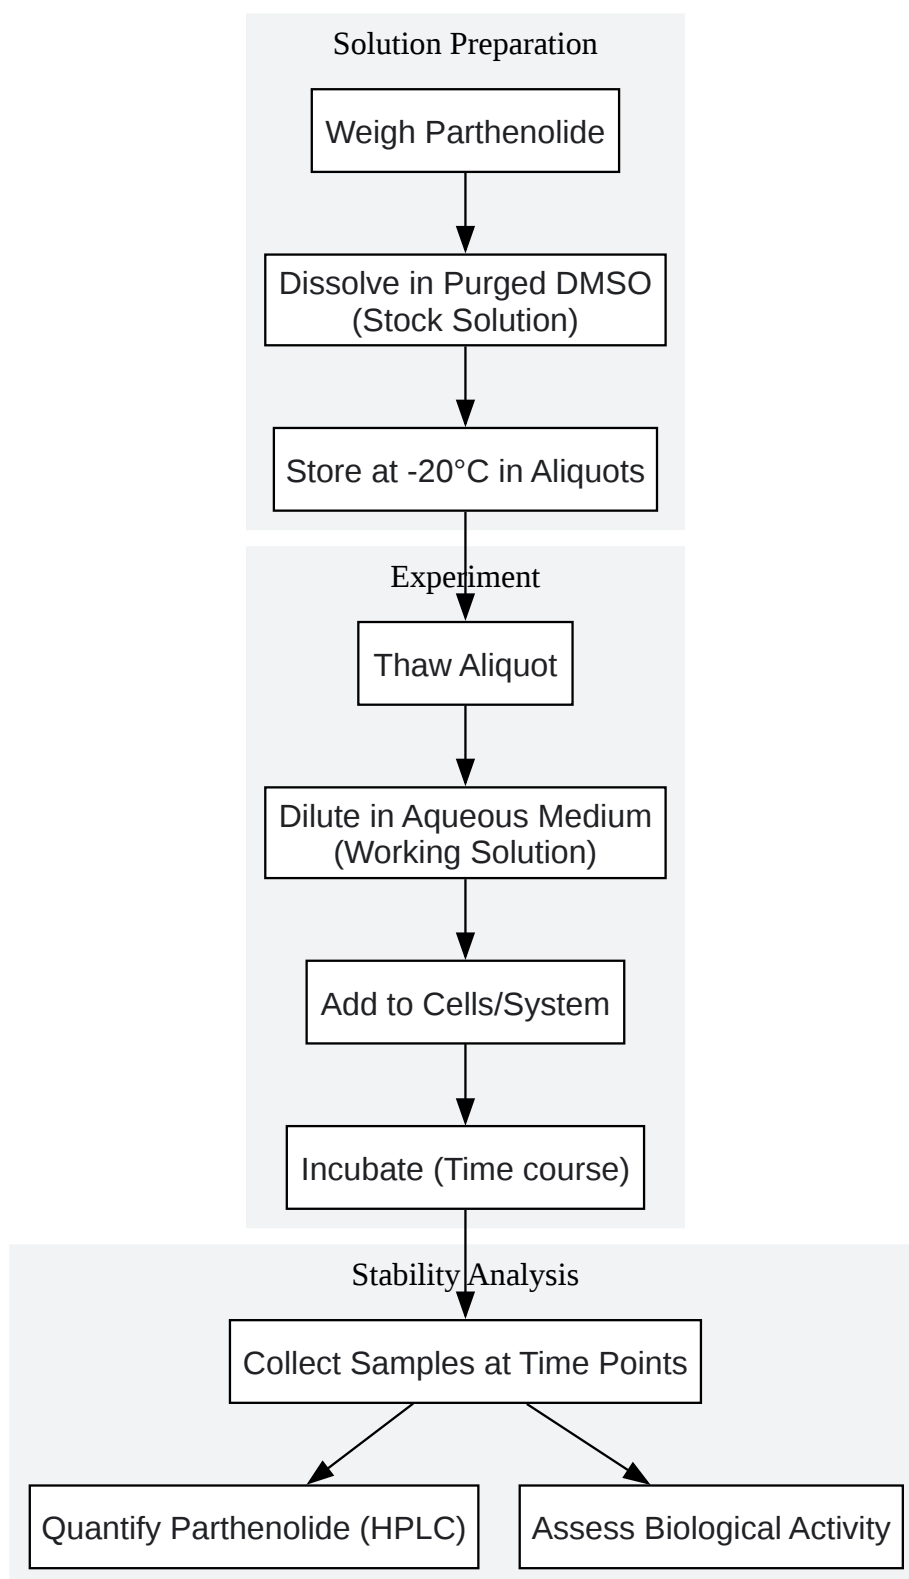 Solution Preparation
Weigh Parthenolide
Dissolve in Purged DMSO
(Stock Solution)
Store at -20°C in Aliquots
Experiment
Thaw Aliquot
Dilute in Aqueous Medium
(Working Solution)
Add to Cells/System
Incubate (Time course)
Stability Analysis
Collect Samples at Time Points
Quantify Parthenolide (HPLC)
Assess Biological Activity